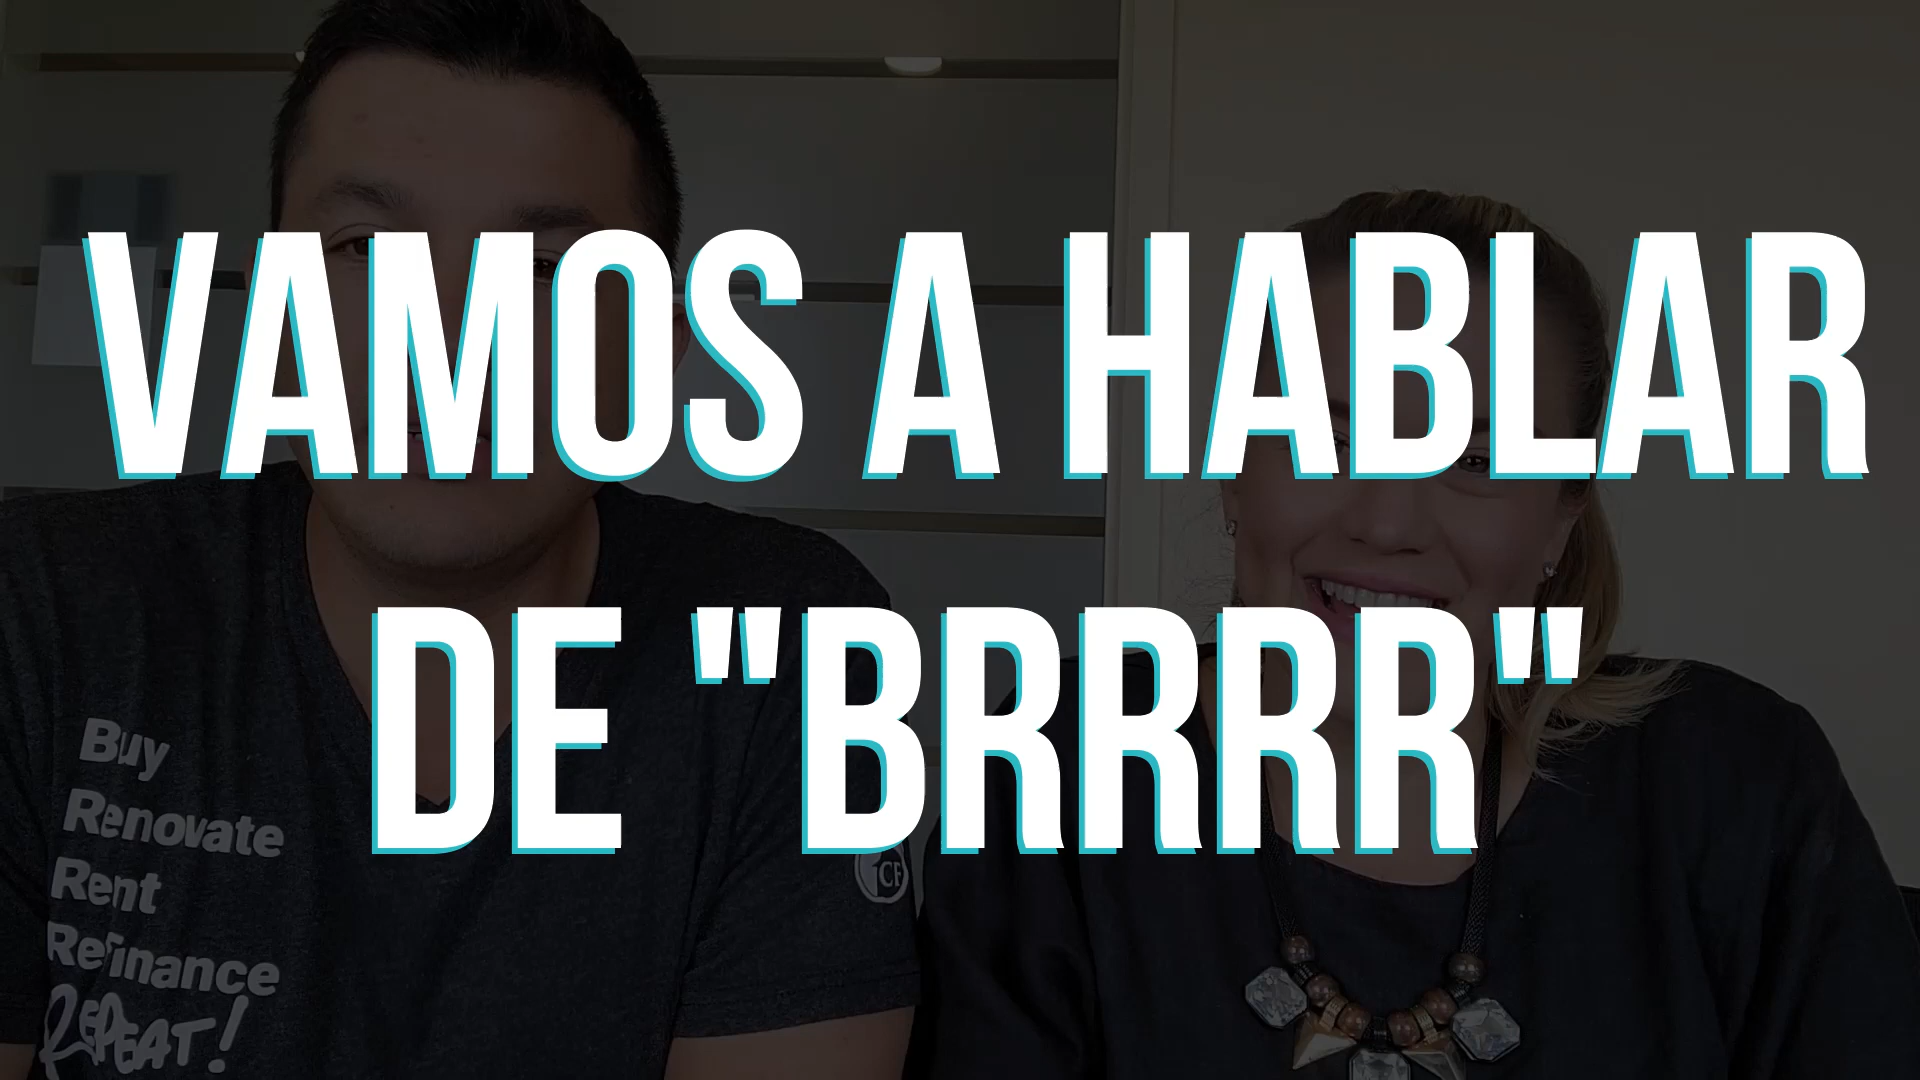 VAMOS A HABLAR
DE "BRRRR"
Buy
Renovate
Rent
Refinance
REPEAT!